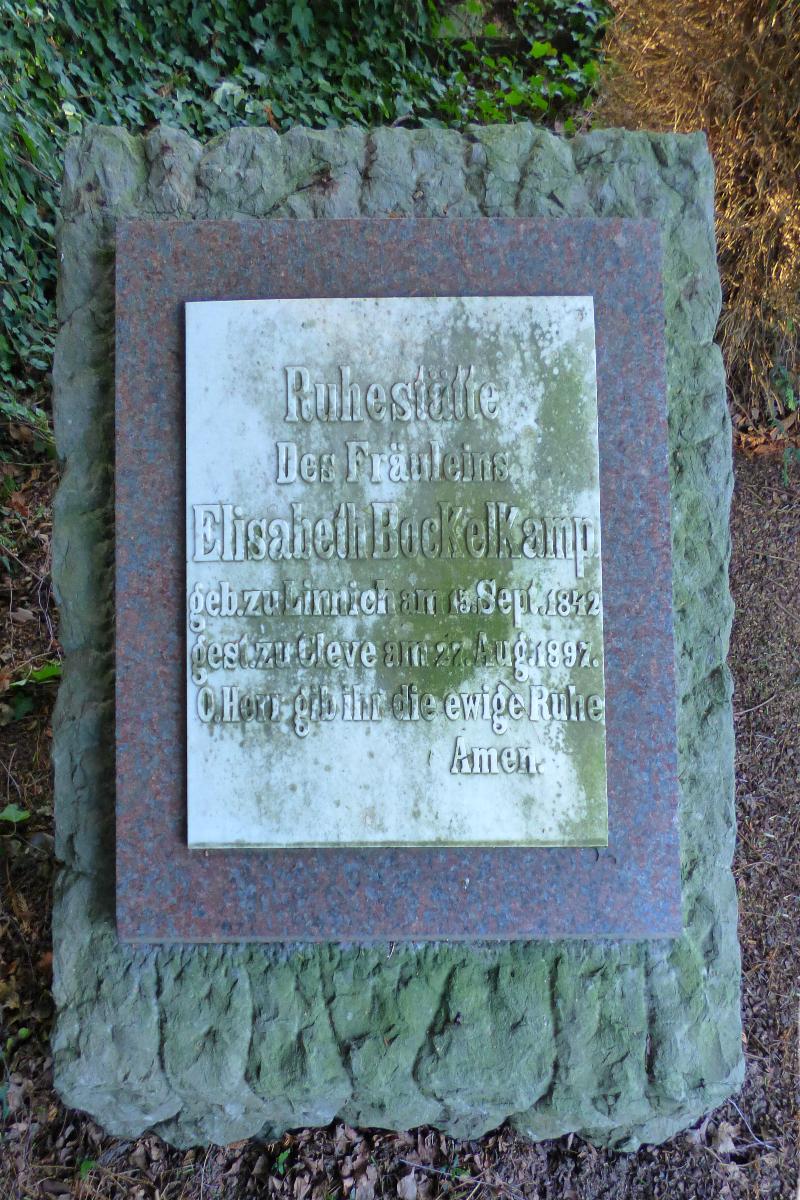 Ruhestätte
Des Fräuleins
Elisabeth BocKelKamp
geb. zu Linnich am 15. Sept. 1842
gest. zu Cleve am 27. Aug. 1897.
O. Herr gib ihr die ewige Ruhe
Amen.